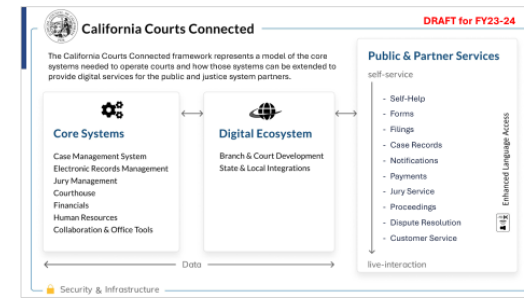 DRAFT for FY23-24
California Courts Connected
The California Courts Connected framework represents a model of the core
systems needed to operate courts and how those systems can be extended to
provide digital services for the public and justice system partners.
Core Systems
Case Management System
Electronic Records Management
Jury Management
Courthouse
Financials
Human Resources
Collaboration & Office Tools
Digital Ecosystem
Branch & Court Development
State & Local Integrations
Data
Public & Partner Services
self-service
- Self-Help
- Forms
- Filings
- Case Records
- Notifications
- Payments
- Jury Service
- Proceedings
- Dispute Resolution
- Customer Service
live-interaction
Enhanced Language Access
Security & Infrastructure